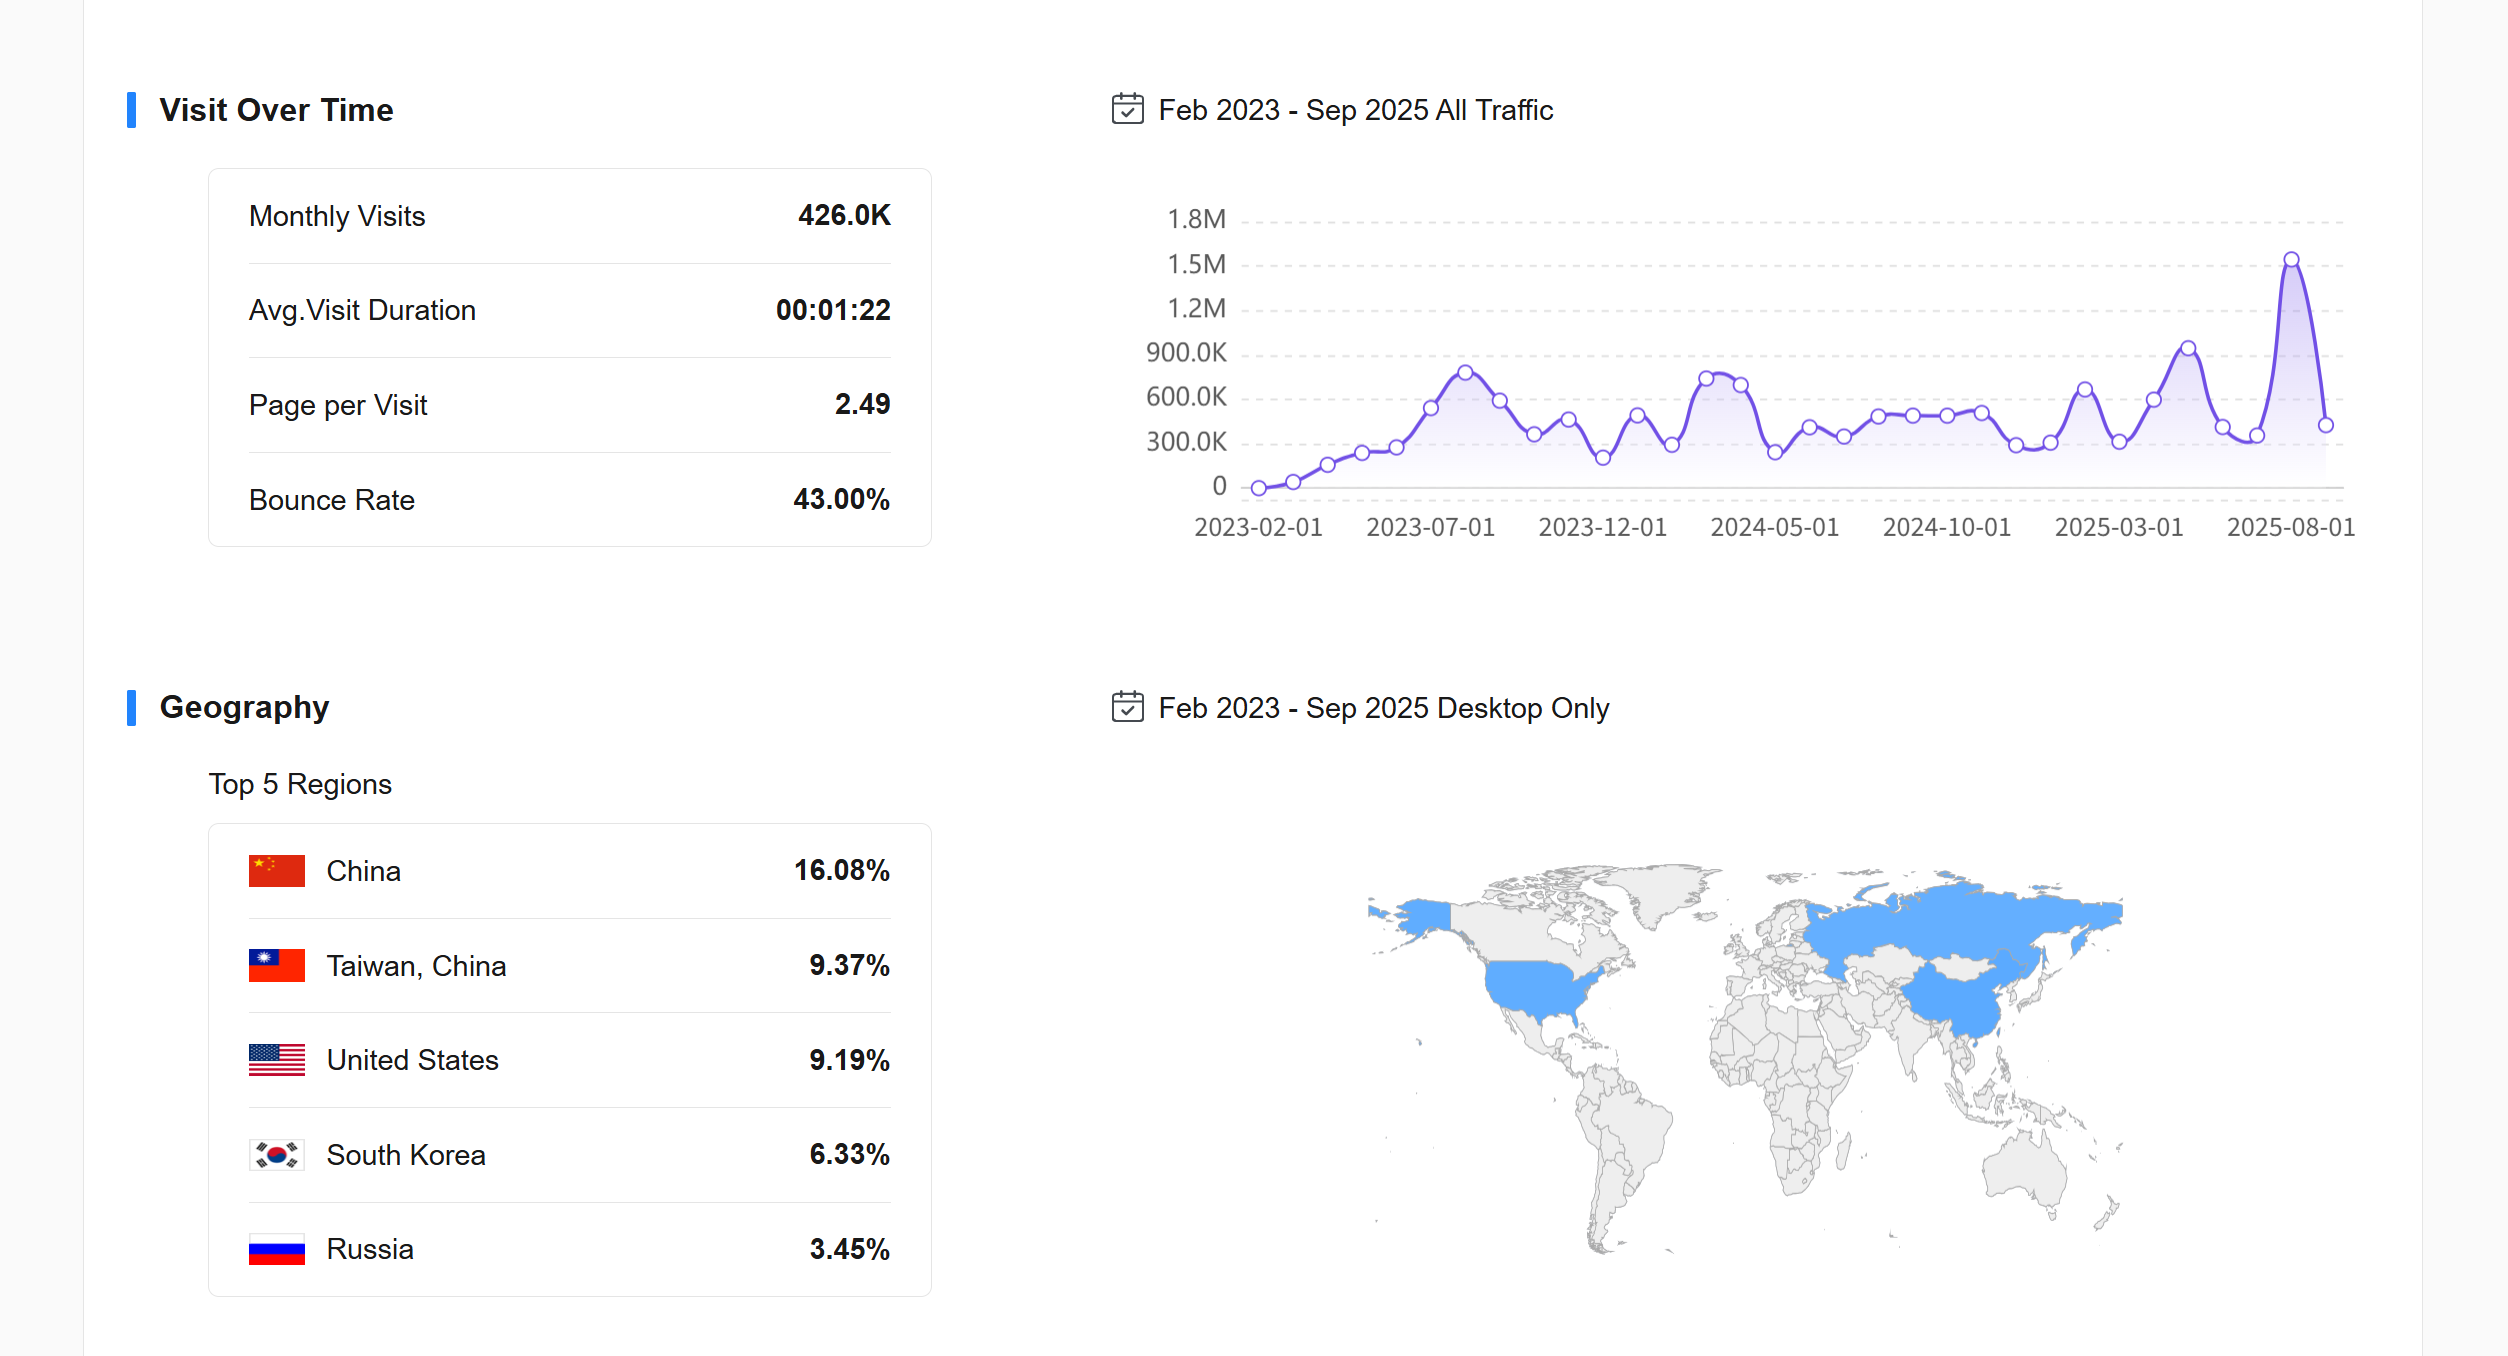 Visit Over Time
Feb 2023 - Sep 2025 All Traffic
Monthly Visits 426.0K
Avg.Visit Duration 00:01:22
Page per Visit 2.49
Bounce Rate 43.00%
1.8M
1.5M
1.2M
900.0K
600.0K
300.0K
0
2023-02-01 2023-07-01 2023-12-01 2024-05-01 2024-10-01 2025-03-01 2025-08-01
Geography
Feb 2023 - Sep 2025 Desktop Only
Top 5 Regions
China 16.08%
Taiwan, China 9.37%
United States 9.19%
South Korea 6.33%
Russia 3.45%